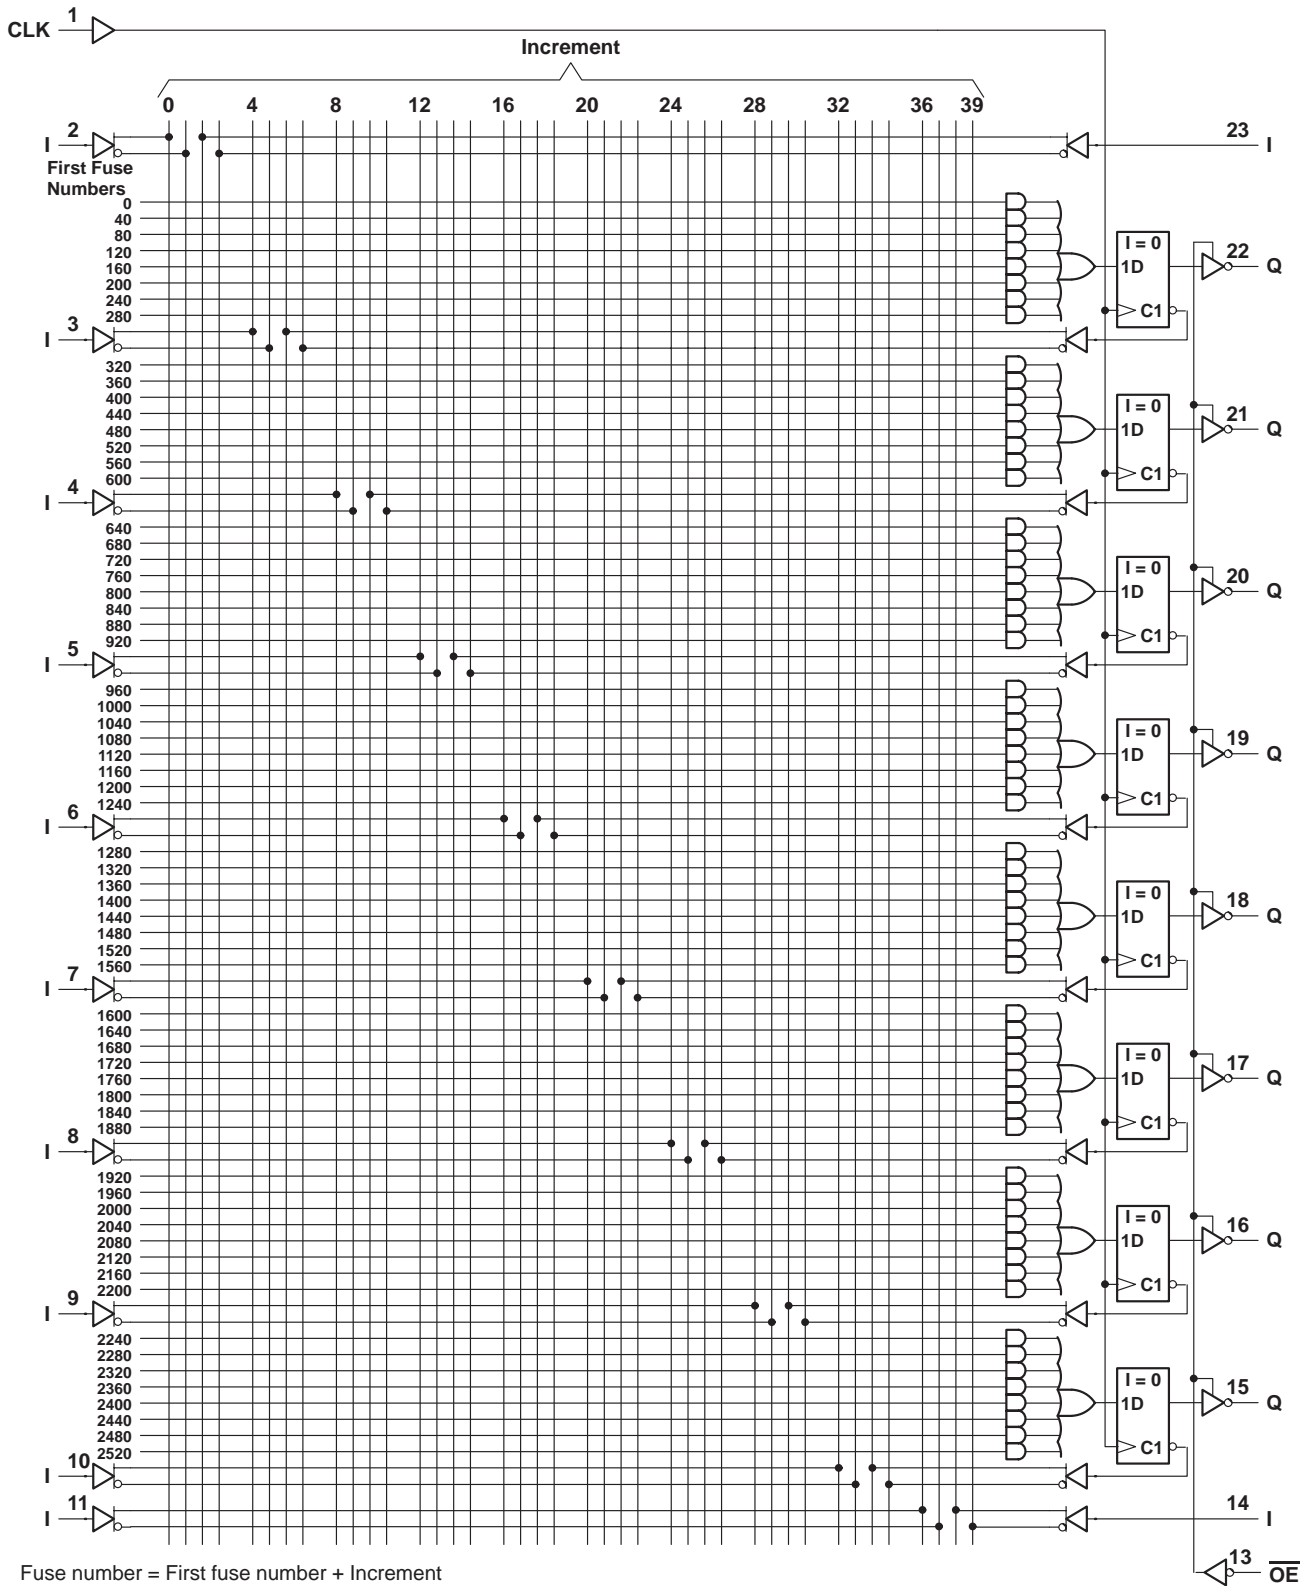 CLK 1
Increment
0 4 8 12 16 20 24 28 32 36 39
I 2 23 I
First Fuse
Numbers
0
40
80
120
160
200
240
280
I = 0
1D
C1
22 Q
I 3
320
360
400
440
480
520
560
600
I = 0
1D
C1
21 Q
I 4
640
680
720
760
800
840
880
920
I = 0
1D
C1
20 Q
I 5
960
1000
1040
1080
1120
1160
1200
1240
I = 0
1D
C1
19 Q
I 6
1280
1320
1360
1400
1440
1480
1520
1560
I = 0
1D
C1
18 Q
I 7
1600
1640
1680
1720
1760
1800
1840
1880
I = 0
1D
C1
17 Q
I 8
1920
1960
2000
2040
2080
2120
2160
2200
I = 0
1D
C1
16 Q
I 9
2240
2280
2320
2360
2400
2440
2480
2520
I = 0
1D
C1
15 Q
I 10
I 11 14 I
13 OE
Fuse number = First fuse number + Increment